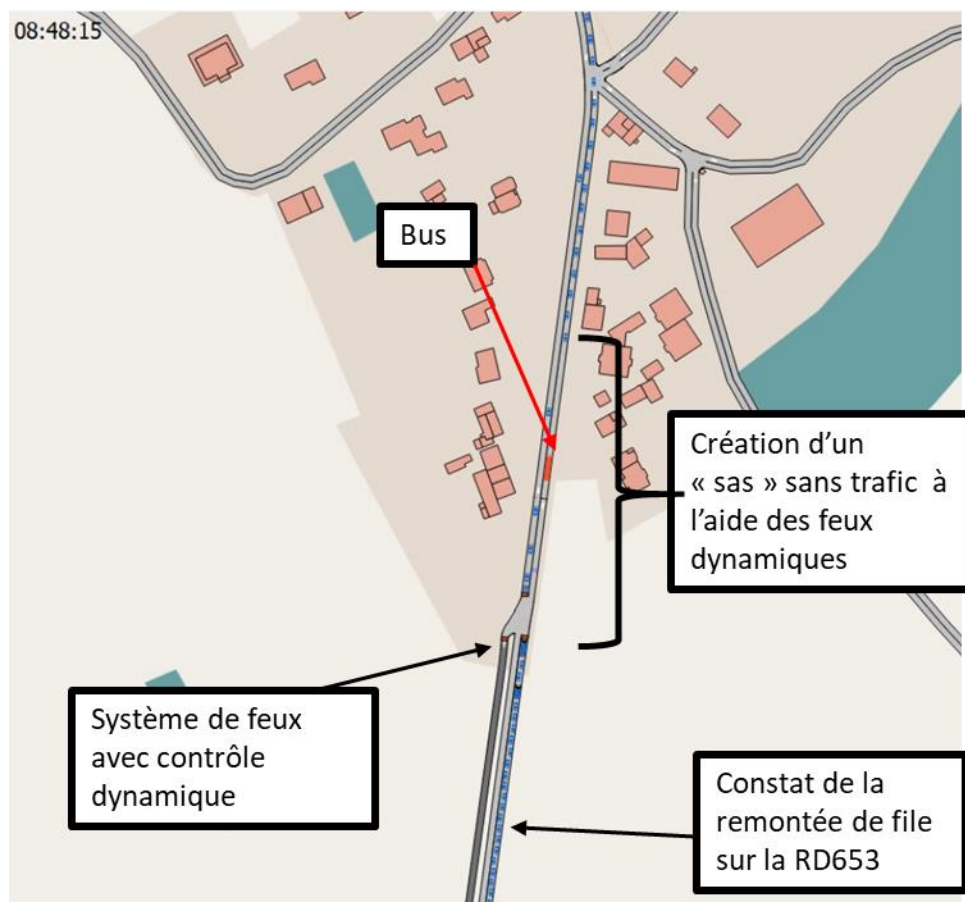 08:48:15
Bus
Création d’un
« sas » sans trafic à
l’aide des feux
dynamiques
Système de feux
avec contrôle
dynamique
Constat de la
remontée de file
sur la RD653